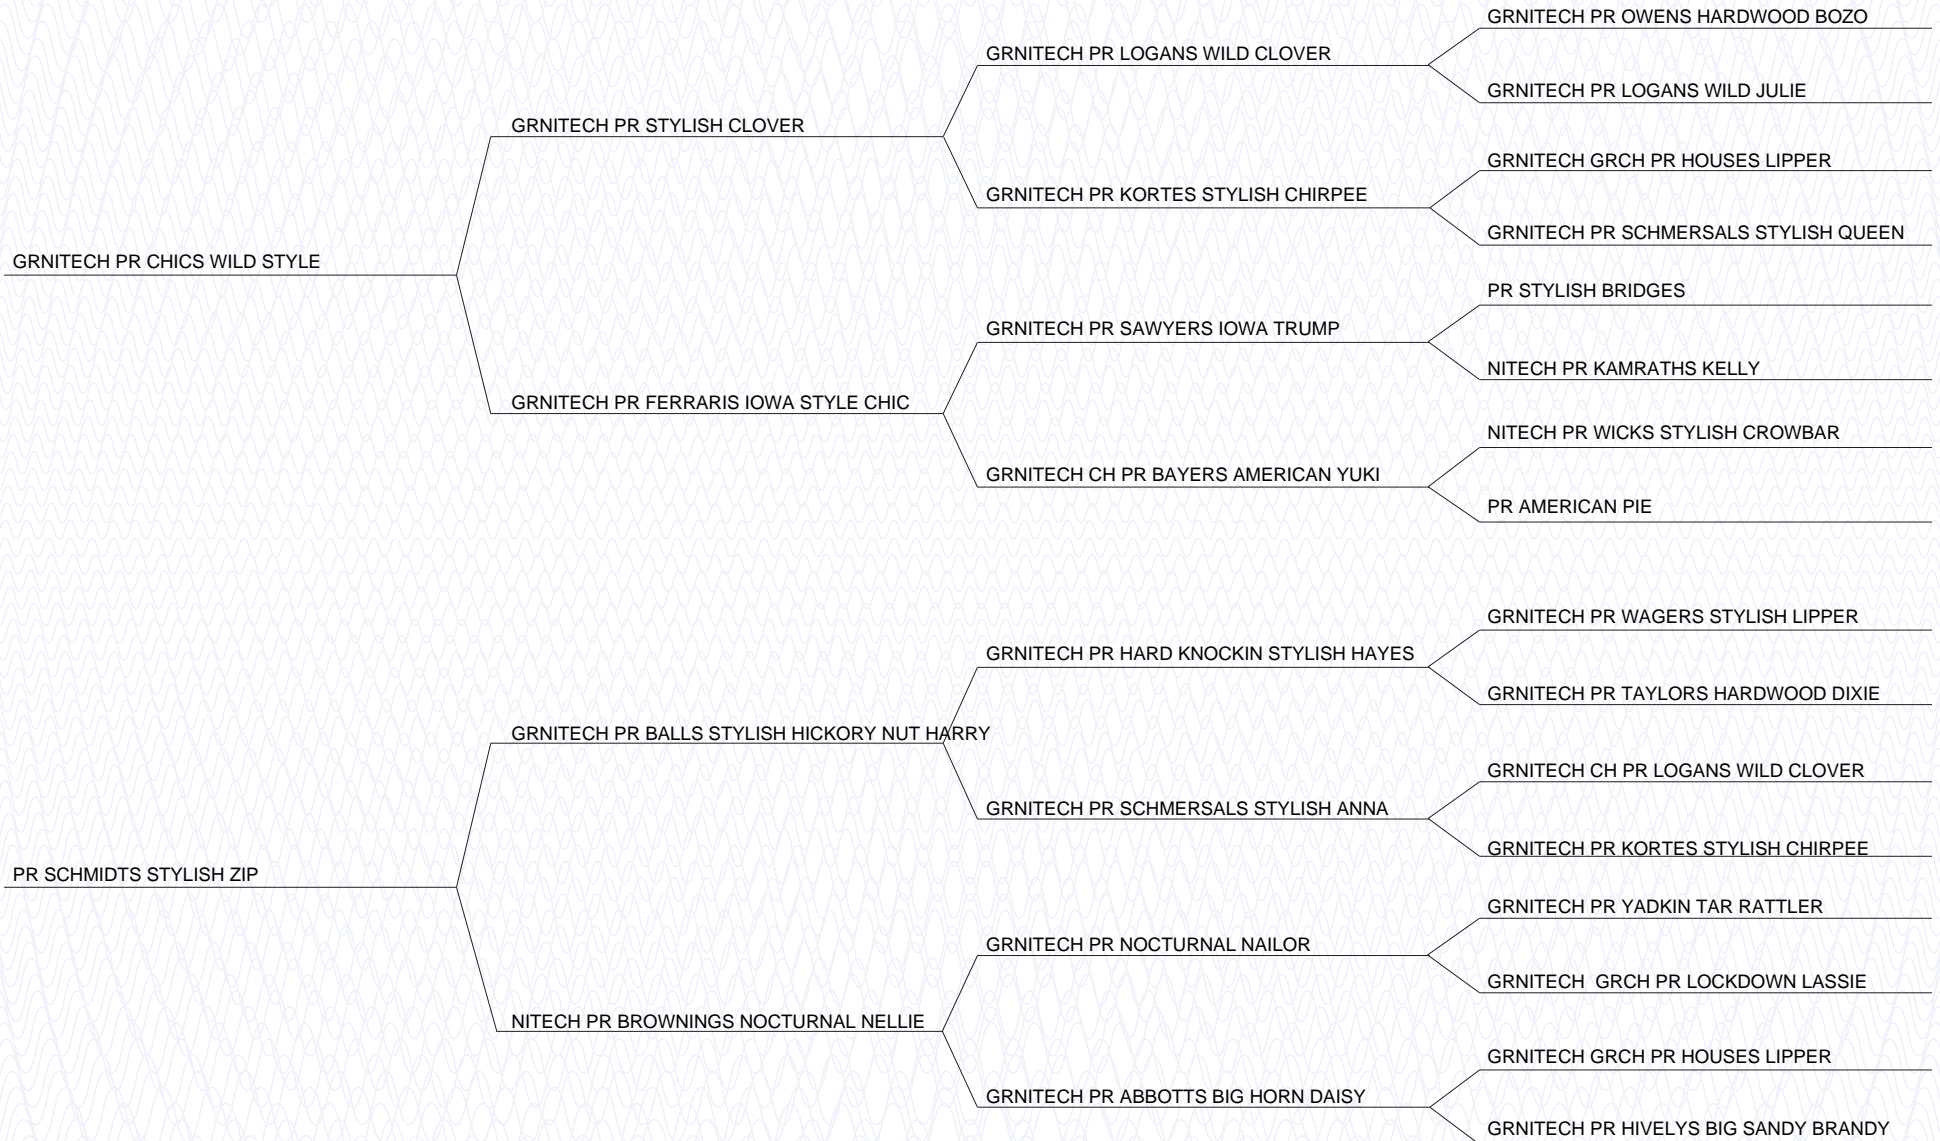 GRNITECH PR OWENS HARDWOOD BOZO
GRNITECH PR LOGANS WILD CLOVER
GRNITECH PR LOGANS WILD JULIE
GRNITECH PR STYLISH CLOVER
GRNITECH GRCH PR HOUSES LIPPER
GRNITECH PR KORTES STYLISH CHIRPEE
GRNITECH PR SCHMERSALS STYLISH QUEEN
GRNITECH PR CHICS WILD STYLE
PR STYLISH BRIDGES
GRNITECH PR SAWYERS IOWA TRUMP
NITECH PR KAMRATHS KELLY
GRNITECH PR FERRARIS IOWA STYLE CHIC
NITECH PR WICKS STYLISH CROWBAR
GRNITECH CH PR BAYERS AMERICAN YUKI
PR AMERICAN PIE
GRNITECH PR WAGERS STYLISH LIPPER
GRNITECH PR HARD KNOCKIN STYLISH HAYES
GRNITECH PR TAYLORS HARDWOOD DIXIE
GRNITECH PR BALLS STYLISH HICKORY NUT HARRY
GRNITECH CH PR LOGANS WILD CLOVER
GRNITECH PR SCHMERSALS STYLISH ANNA
GRNITECH PR KORTES STYLISH CHIRPEE
PR SCHMIDTS STYLISH ZIP
GRNITECH PR YADKIN TAR RATTLER
GRNITECH PR NOCTURNAL NAILOR
GRNITECH  GRCH PR LOCKDOWN LASSIE
NITECH PR BROWNINGS NOCTURNAL NELLIE
GRNITECH GRCH PR HOUSES LIPPER
GRNITECH PR ABBOTTS BIG HORN DAISY
GRNITECH PR HIVELYS BIG SANDY BRANDY